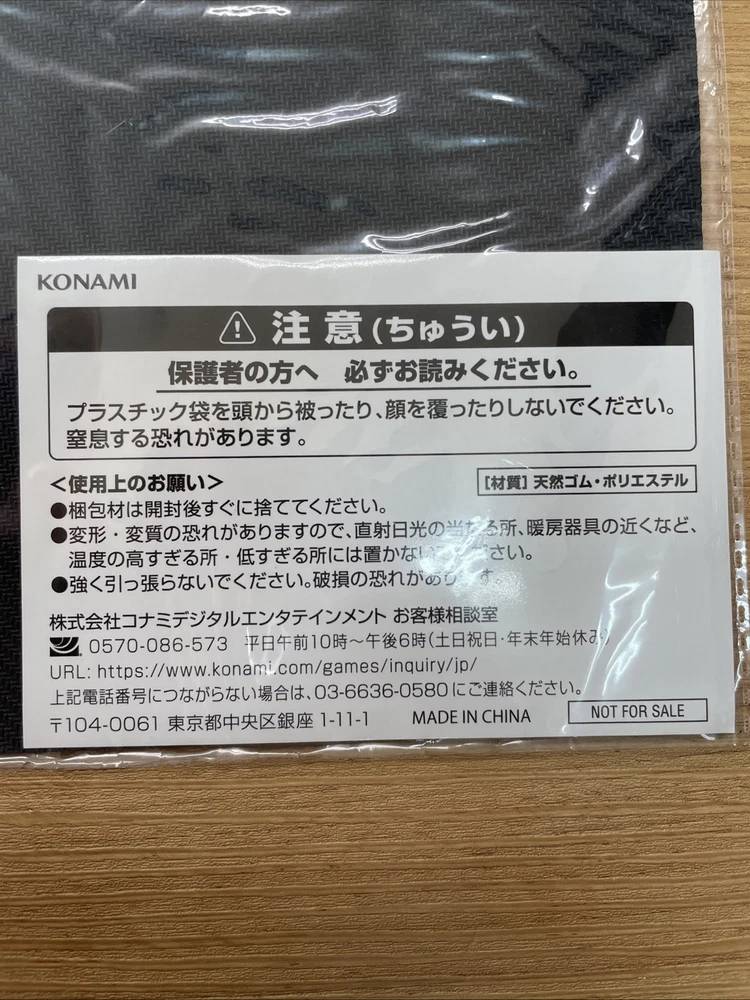 KONAMI
注意(ちゅうい)
保護者の方へ 必ずお読みください。
プラスチック袋を頭から被ったり、顔を覆ったりしないでください。
窒息する恐れがあります。
<使用上のお願い>
[材質] 天然ゴム・ポリエステル
●梱包材は開封後すぐに捨ててください。
●変形・変質の恐れがありますので、直射日光の当たる所、暖房器具の近くなど、
温度の高すぎる所・低すぎる所には置かないでください。
●強く引っ張らないでください。破損の恐れがあります。
株式会社コナミデジタルエンタテインメント お客様相談室
0570-086-573 平日午前10時～午後6時(土日祝日・年末年始休み)
URL: https://www.konami.com/games/inquiry/jp/
上記電話番号につながらない場合は、03-6636-0580にご連絡ください。
〒104-0061 東京都中央区銀座 1-11-1 MADE IN CHINA NOT FOR SALE